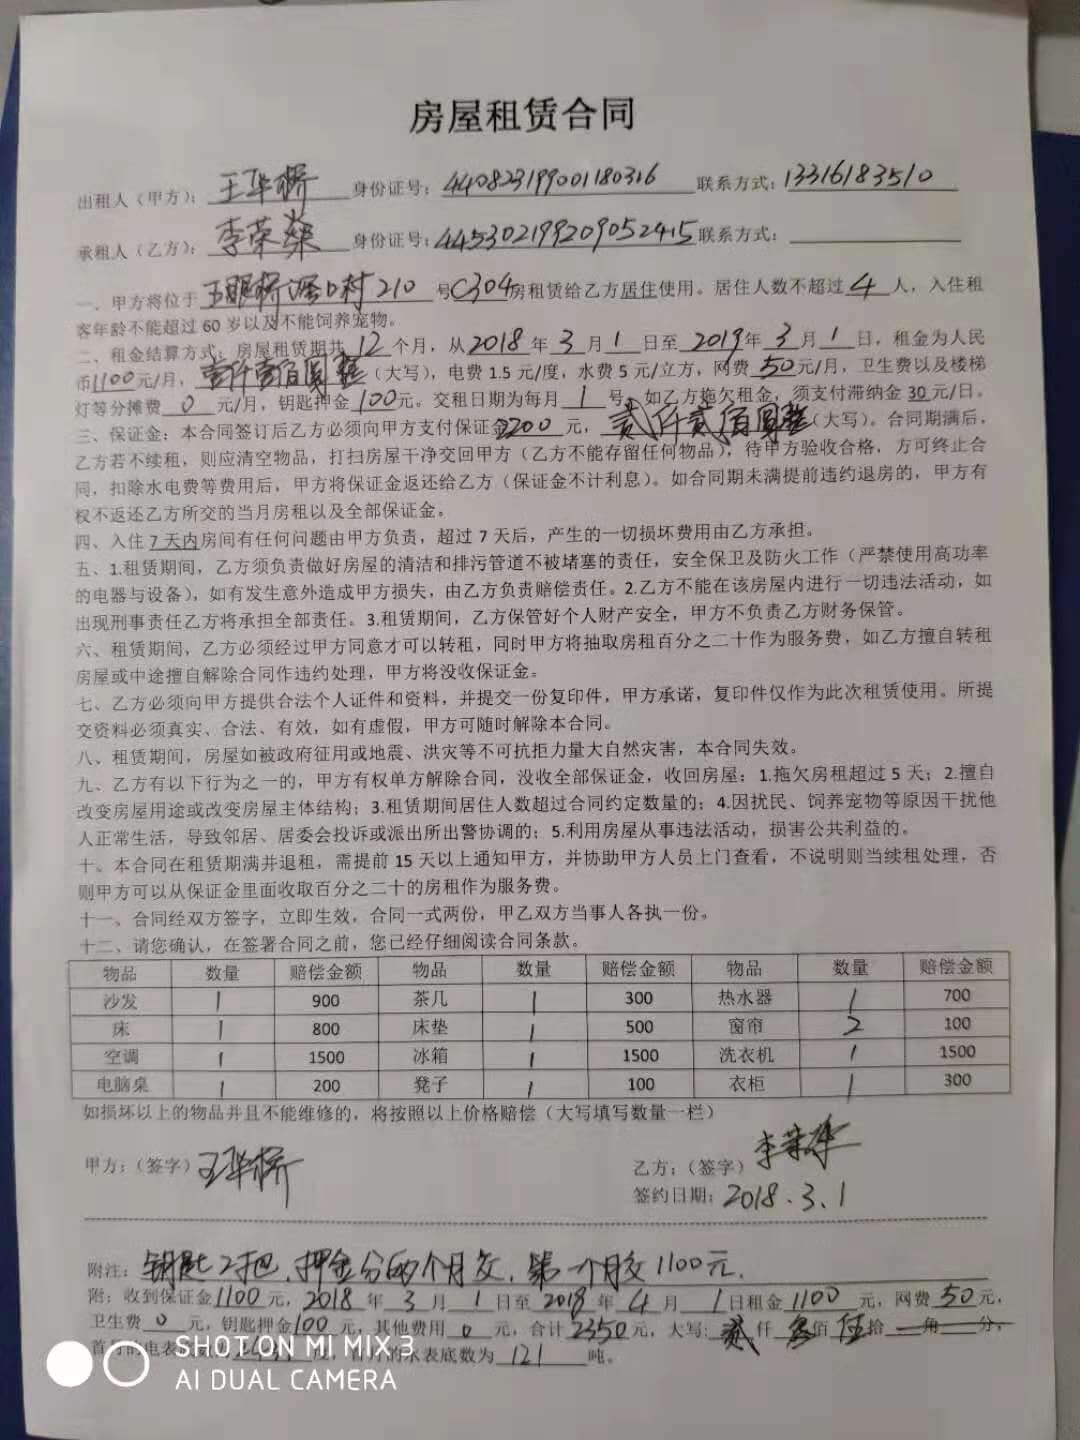 房屋租赁合同
出租人（甲方）：王华桥 身份证号：440823199001180316 联系方式：13316183510
承租人（乙方）：李荣燊 身份证号：445302199209052415 联系方式：
一、甲方将位于 玉眼桥 口村210 号C304房租赁给乙方居住使用。居住人数不超过 4 人，入住租
客年龄不能超过 60 岁以及不能饲养宠物。
二、租金结算方式：房屋租赁期共 12 个月，从2018 年 3 月 1 日至 2019年 3 月 1 日，租金为人民
币1100元/月，壹仟壹佰圆整（大写），电费 1.5 元/度，水费 5 元/立方，网费 50元/月，卫生费以及楼梯
灯等分摊费 0 元/月，钥匙押金 100元。交租日期为每月 1 号，如乙方拖欠租金，须支付滞纳金 30 元/日。
三、保证金：本合同签订后乙方必须向甲方支付保证金2200 元，贰仟贰佰圆整（大写）。合同期满后，
乙方若不续租，则应清空物品，打扫房屋干净交回甲方（乙方不能存留任何物品），待甲方验收合格，方可终止合
同，扣除水电费等费用后，甲方将保证金返还给乙方（保证金不计利息）。如合同期未满提前违约退房的，甲方有
权不返还乙方所交的当月房租以及全部保证金。
四、入住 7 天内房间有任何问题由甲方负责，超过 7 天后，产生的一切损坏费用由乙方承担。
五、1.租赁期间，乙方须负责做好房屋的清洁和排污管道不被堵塞的责任，安全保卫及防火工作（严禁使用高功率
的电器与设备），如有发生意外造成甲方损失，由乙方负责赔偿责任。2.乙方不能在该房屋内进行一切违法活动，如
出现刑事责任乙方将承担全部责任。3.租赁期间，乙方保管好个人财产安全，甲方不负责乙方财务保管。
六、租赁期间，乙方必须经过甲方同意才可以转租，同时甲方将抽取房租百分之二十作为服务费，如乙方擅自转租
房屋或中途擅自解除合同作违约处理，甲方将没收保证金。
七、乙方必须向甲方提供合法个人证件和资料，并提交一份复印件，甲方承诺，复印件仅作为此次租赁使用。所提
交资料必须真实、合法、有效，如有虚假，甲方可随时解除本合同。
八、租赁期间，房屋如被政府征用或地震、洪灾等不可抗拒力量大自然灾害，本合同失效。
九、乙方有以下行为之一的，甲方有权单方解除合同，没收全部保证金，收回房屋：1.拖欠房租超过 5 天；2.擅自
改变房屋用途或改变房屋主体结构；3.租赁期间居住人数超过合同约定数量的；4.因扰民、饲养宠物等原因干扰他
人正常生活，导致邻居、居委会投诉或派出所出警协调的；5.利用房屋从事违法活动，损害公共利益的。
十、本合同在租赁期满并退租，需提前 15 天以上通知甲方，并协助甲方人员上门查看，不说明则当续租处理，否
则甲方可以从保证金里面收取百分之二十的房租作为服务费。
十一、合同经双方签字，立即生效，合同一式两份，甲乙双方当事人各执一份。
十二、请您确认，在签署合同之前，您已经仔细阅读合同条款。
物品 数量 赔偿金额 物品 数量 赔偿金额 物品 数量 赔偿金额
沙发 1 900 茶几 1 300 热水器 1 700
床 1 800 床垫 1 500 窗帘 2 100
空调 1 1500 冰箱 1 1500 洗衣机 1 1500
电脑桌 1 200 凳子 1 100 衣柜 1 300
如损坏以上的物品并且不能维修的，将按照以上价格赔偿（大写填写数量一栏）
甲方：（签字）王华桥 乙方：（签字）李荣燊
签约日期：2018.3.1
附注：钥匙2把，押金分两个月交，第一个月交1100元．
附：收到保证金1100 元，2018 年 3 月 1 日至 2018 年 4 月 1日租金 1100 元，网费 50元，
卫生费 0 元，钥匙押金100 元，其他费用 0 元，合计 2350元，大写：贰 仟 叁佰 伍拾 角 分，
首月的电表 水表底数为 121 吨。
SHOT ON MI MIX 3
AI DUAL CAMERA